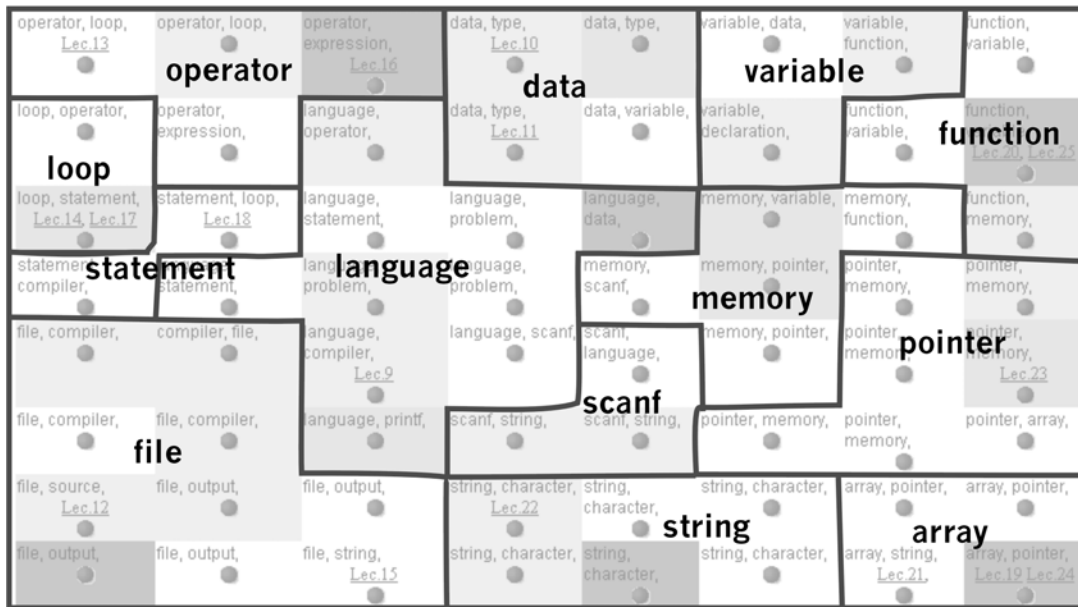 operator, loop,
Lec.13
operator, loop,
operator,
expression,
Lec.16
data, type,
Lec.10
data, type,
variable, data,
variable,
function,
function,
variable,
operator
data
variable
loop, operator,
operator,
expression,
language,
operator,
data, type,
Lec.11
data, variable,
variable,
declaration,
function,
variable,
function,
Lec.20, Lec.25
function
loop
loop, statement,
Lec.14, Lec.17
statement, loop,
Lec.18
language,
statement,
language,
problem,
language,
data,
memory, variable,
memory,
function,
function,
memory,
statement,
compiler,
statement,
language,
problem,
language,
problem,
memory,
scanf,
memory, pointer,
pointer,
memory,
pointer,
memory,
statement
language
memory
file, compiler,
compiler, file,
language,
compiler,
Lec.9
language, scanf,
scanf,
language,
memory, pointer,
pointer,
memory,
pointer,
memory,
Lec.23
pointer
scanf
file, compiler,
file, compiler,
language, printf,
scanf, string,
scanf, string,
pointer, memory,
pointer,
memory,
pointer, array,
file
file, source,
Lec.12
file, output,
file, output,
string, character,
Lec.22
string,
character,
string, character,
array, pointer,
array, pointer,
string
array
file, output,
file, output,
file, string,
Lec.15
string, character,
string,
character,
string, character,
array, string,
Lec.21,
array, pointer,
Lec.19 Lec.24